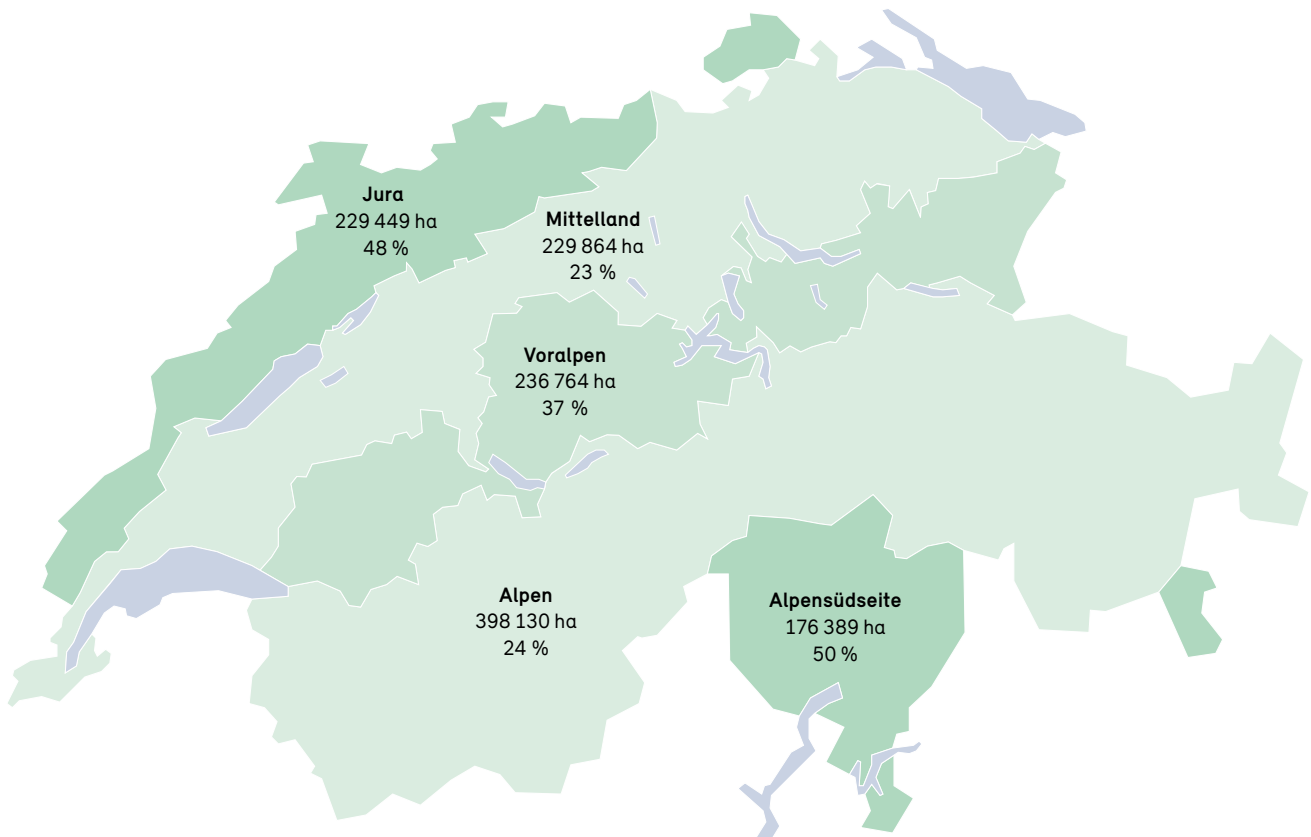 Jura
229 449 ha
48 %
Mittelland
229 864 ha
23 %
Voralpen
236 764 ha
37 %
Alpen
398 130 ha
24 %
Alpensüdseite
176 389 ha
50 %